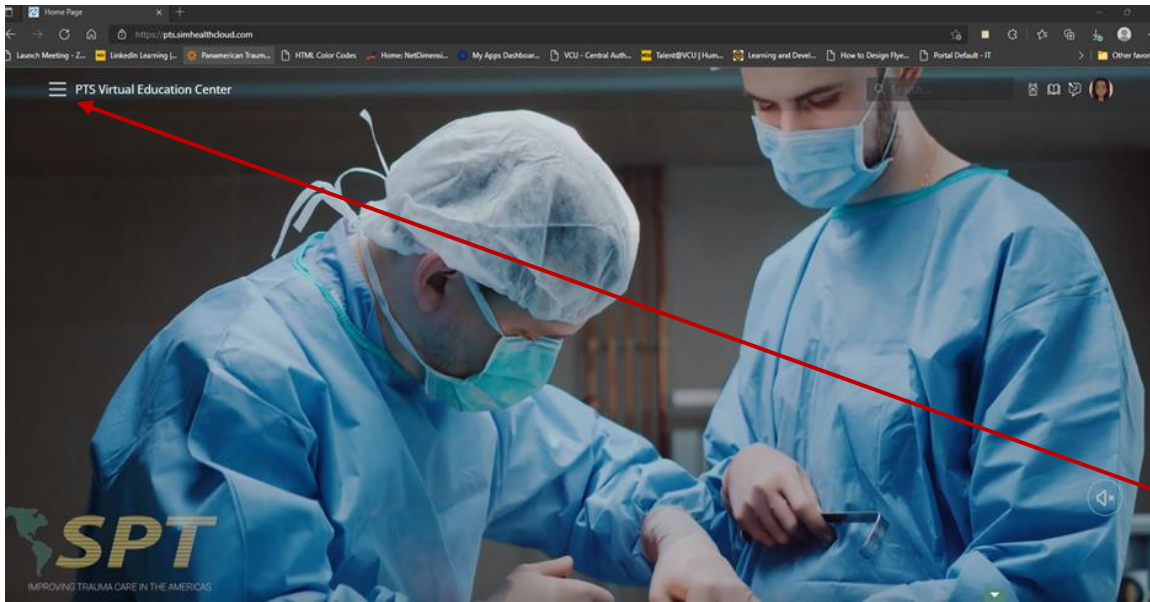 Home Page
https://pts.simhealthcloud.com
Launch Meeting - Z... LinkedIn Learning |... Panamerican Traum... HTML Color Codes Home: NetDimensi... My Apps Dashboar... VCU - Central Auth... Talent@VCU | Hum... Learning and Devel... How to Design Flye... Portal Default - IT Other favor
PTS Virtual Education Center
Search...
SPT
IMPROVING TRAUMA CARE IN THE AMERICAS